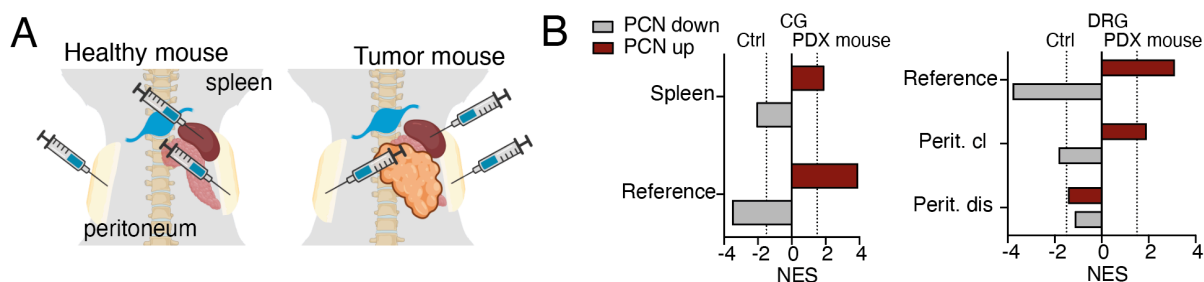 A
Healthy mouse
spleen
peritoneum
Tumor mouse
B
PCN down
PCN up
CG
Ctrl
PDX mouse
Spleen
Reference
-4 -2 0 2 4
NES
DRG
Ctrl
PDX mouse
Reference
Perit. cl
Perit. dis
-4 -2 0 2 4
NES